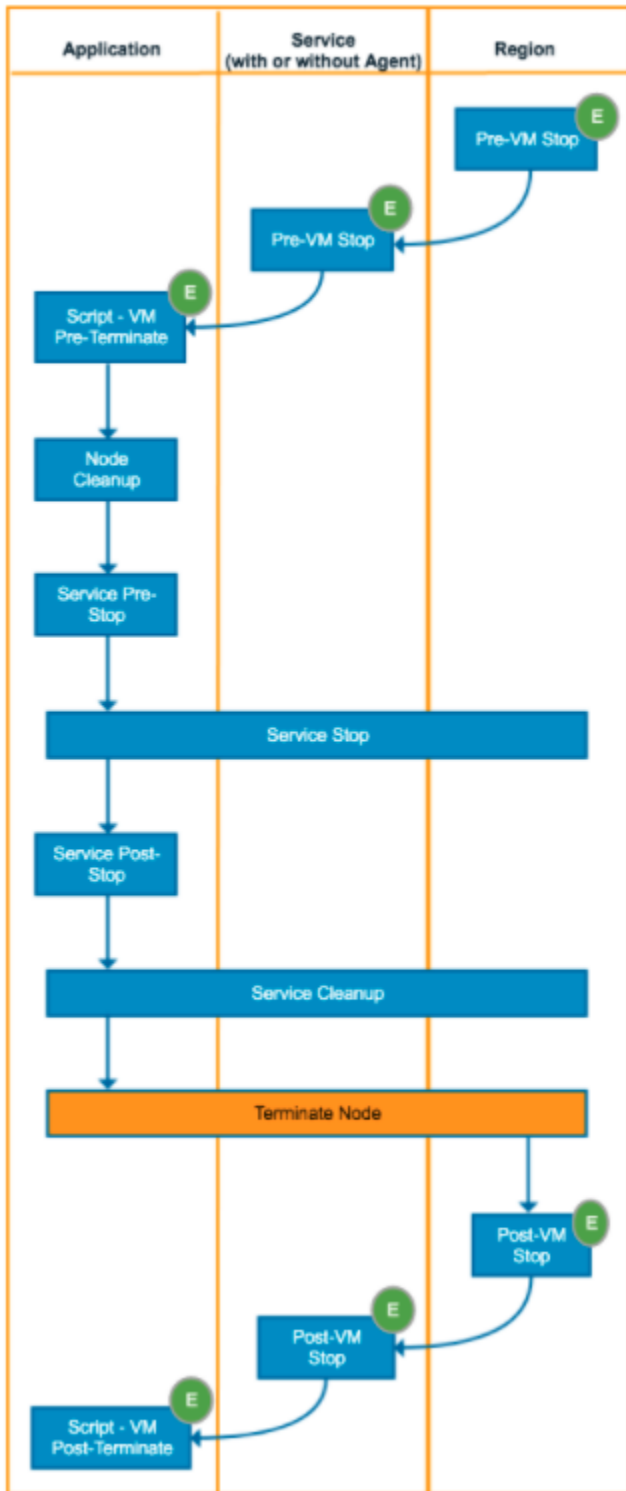 Application
Service
(with or without Agent)
Region
E
Pre-VM Stop
E
Pre-VM Stop
E
Script - VM
Pre-Terminate
Node
Cleanup
Service Pre-
Stop
Service Stop
Service Post-
Stop
Service Cleanup
Terminate Node
E
Post-VM
Stop
E
Post-VM
Stop
E
Script - VM
Post-Terminate